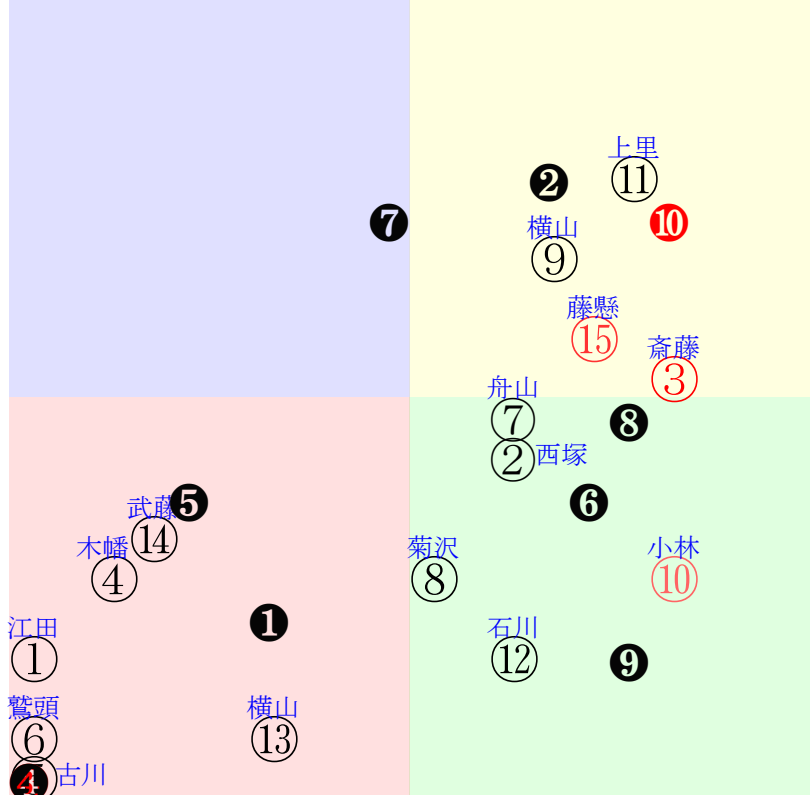 上里
❷ ⑪
❼ ❿
横山
⑨
藤懸
⑮
斎藤
③
舟山
⑦ ❽
② 西塚
武藤 ❺ ❻
⑭
木幡 菊沢 小林
④ ⑧ ⑩
❶
江田 石川
① ⑫ ❾
鷲頭 横山
⑥ ⑬
古川